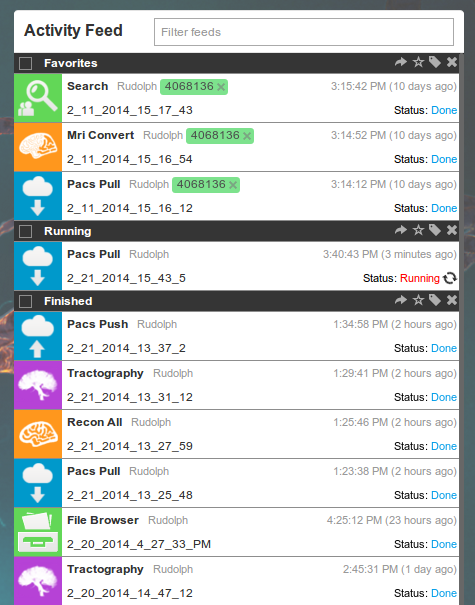 Activity Feed Filter feeds
Favorites
Search Rudolph 4068136 3:15:42 PM (10 days ago)
2_11_2014_15_17_43 Status: Done
Mri Convert Rudolph 4068136 3:14:52 PM (10 days ago)
2_11_2014_15_16_54 Status: Done
Pacs Pull Rudolph 4068136 3:14:12 PM (10 days ago)
2_11_2014_15_16_12 Status: Done
Running
Pacs Pull Rudolph 3:40:43 PM (3 minutes ago)
2_21_2014_15_43_5 Status: Running
Finished
Pacs Push Rudolph 1:34:58 PM (2 hours ago)
2_21_2014_13_37_2 Status: Done
Tractography Rudolph 1:29:41 PM (2 hours ago)
2_21_2014_13_31_12 Status: Done
Recon All Rudolph 1:25:46 PM (2 hours ago)
2_21_2014_13_27_59 Status: Done
Pacs Pull Rudolph 1:23:38 PM (2 hours ago)
2_21_2014_13_25_48 Status: Done
File Browser Rudolph 4:25:12 PM (23 hours ago)
2_20_2014_4_27_33_PM Status: Done
Tractography Rudolph 2:45:31 PM (1 day ago)
2_20_2014_14_47_12 Status: Done